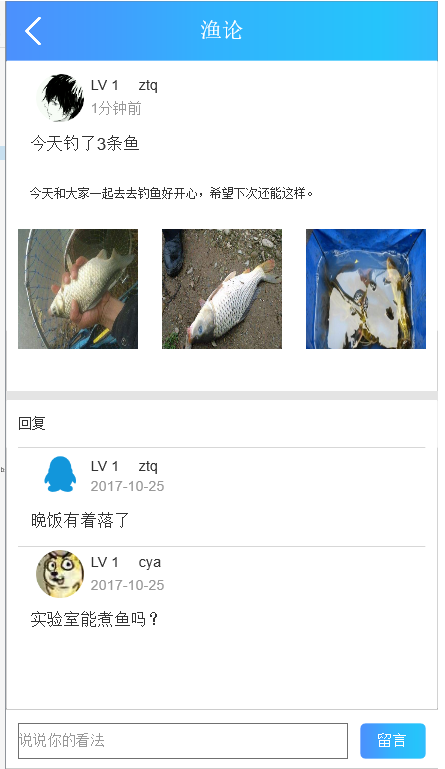 渔论
LV 1 ztq
1分钟前
今天钓了3条鱼
今天和大家一起去去钓鱼好开心，希望下次还能这样。
回复
LV 1 ztq
2017-10-25
晚饭有着落了
LV 1 cya
2017-10-25
实验室能煮鱼吗？
说说你的看法
留言